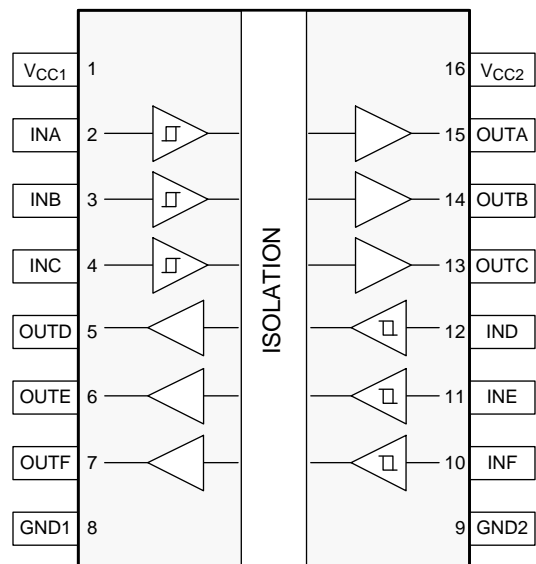 VCC1 1 16 VCC2
INA 2 15 OUTA
INB 3 14 OUTB
INC 4 13 OUTC
OUTD 5 12 IND
OUTE 6 11 INE
OUTF 7 10 INF
GND1 8 9 GND2
ISOLATION